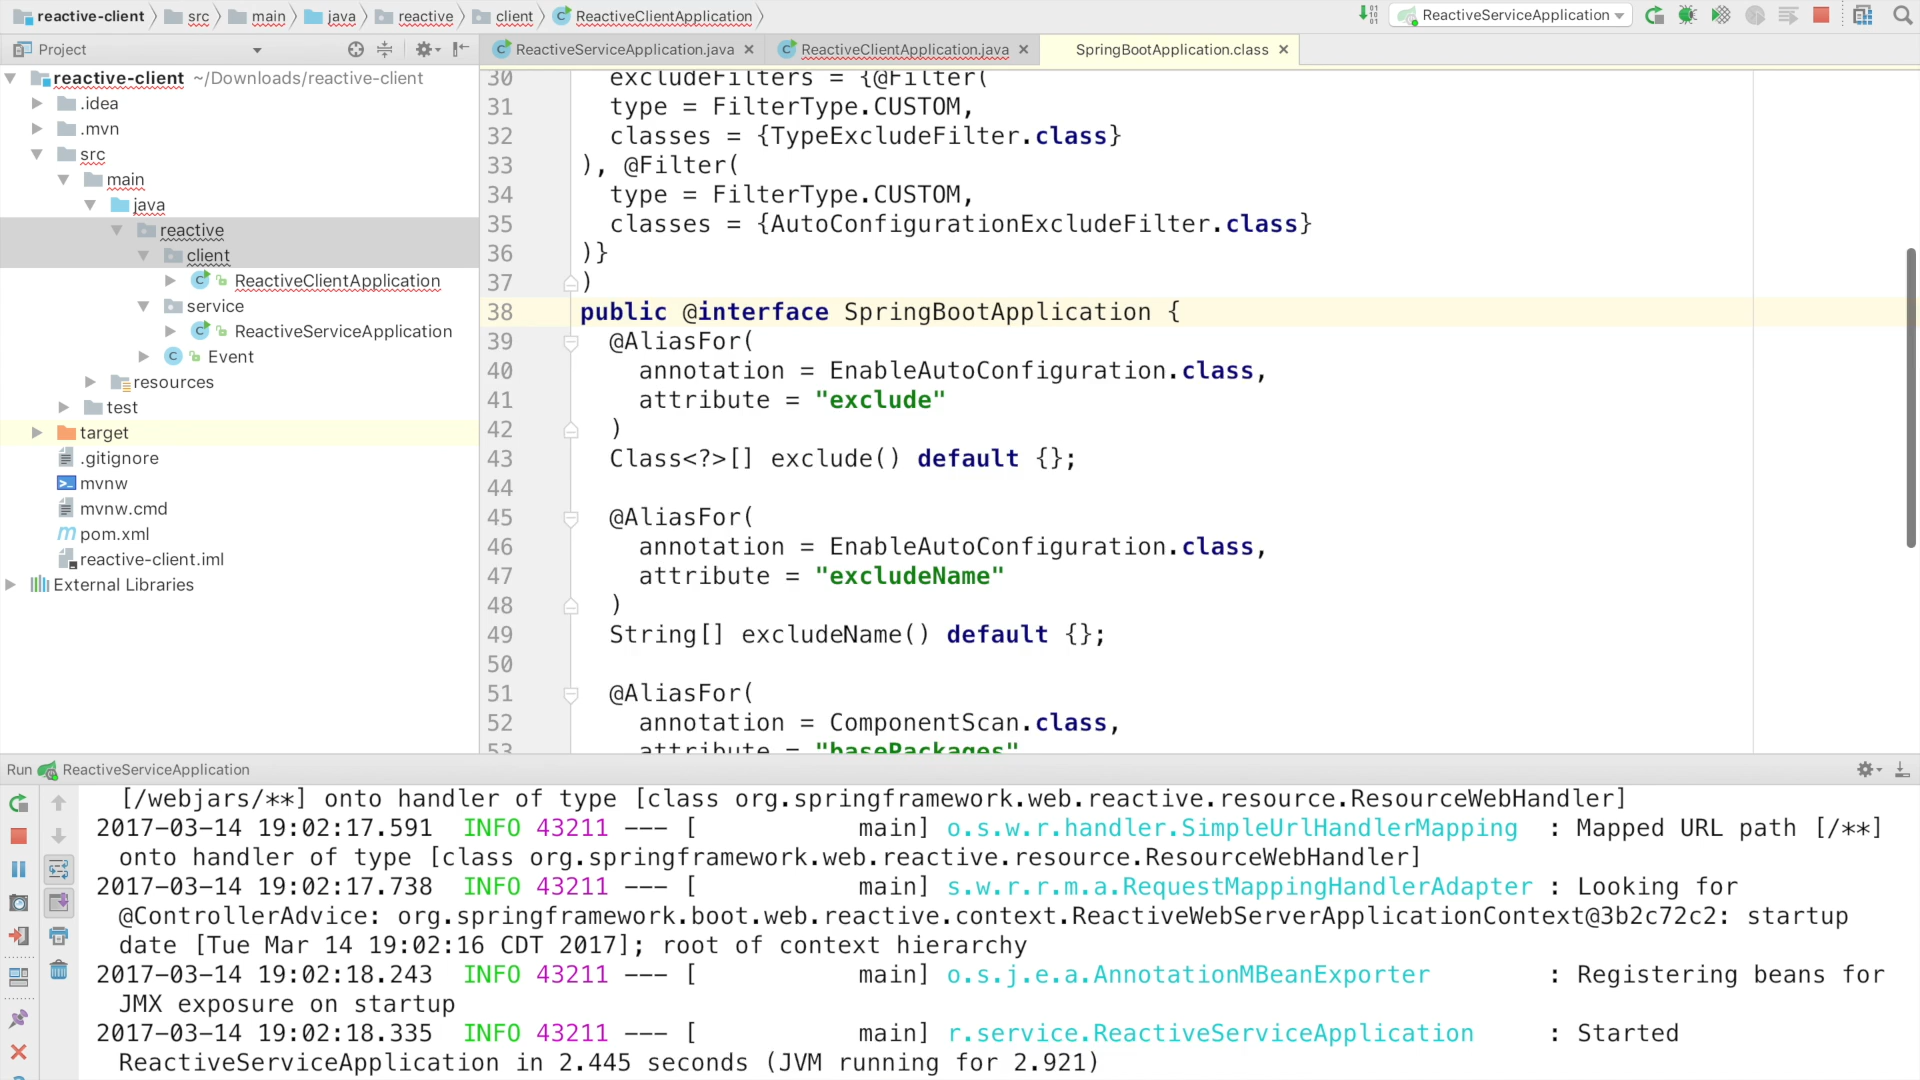 reactive-client src main java reactive client ReactiveClientApplication ReactiveServiceApplication
Project
ReactiveServiceApplication.java ReactiveClientApplication.java SpringBootApplication.class
reactive-client ~/Downloads/reactive-client
.idea
.mvn
src
main
java
reactive
client
ReactiveClientApplication
service
ReactiveServiceApplication
Event
resources
test
target
.gitignore
mvnw
mvnw.cmd
pom.xml
reactive-client.iml
External Libraries
30 excludeFilters = {@Filter(
31 type = FilterType.CUSTOM,
32 classes = {TypeExcludeFilter.class}
33 ), @Filter(
34 type = FilterType.CUSTOM,
35 classes = {AutoConfigurationExcludeFilter.class}
36 )}
37 )
38 public @interface SpringBootApplication {
39 @AliasFor(
40 annotation = EnableAutoConfiguration.class,
41 attribute = "exclude"
42 )
43 Class<?>[] exclude() default {};
44
45 @AliasFor(
46 annotation = EnableAutoConfiguration.class,
47 attribute = "excludeName"
48 )
49 String[] excludeName() default {};
50
51 @AliasFor(
52 annotation = ComponentScan.class,
53 attribute = "basePackages"
Run ReactiveServiceApplication
[/webjars/**] onto handler of type [class org.springframework.web.reactive.resource.ResourceWebHandler]
2017-03-14 19:02:17.591 INFO 43211 --- [ main] o.s.w.r.handler.SimpleUrlHandlerMapping : Mapped URL path [/**]
onto handler of type [class org.springframework.web.reactive.resource.ResourceWebHandler]
2017-03-14 19:02:17.738 INFO 43211 --- [ main] s.w.r.r.m.a.RequestMappingHandlerAdapter : Looking for
@ControllerAdvice: org.springframework.boot.web.reactive.context.ReactiveWebServerApplicationContext@3b2c72c2: startup
date [Tue Mar 14 19:02:16 CDT 2017]; root of context hierarchy
2017-03-14 19:02:18.243 INFO 43211 --- [ main] o.s.j.e.a.AnnotationMBeanExporter : Registering beans for
JMX exposure on startup
2017-03-14 19:02:18.335 INFO 43211 --- [ main] r.service.ReactiveServiceApplication : Started
ReactiveServiceApplication in 2.445 seconds (JVM running for 2.921)